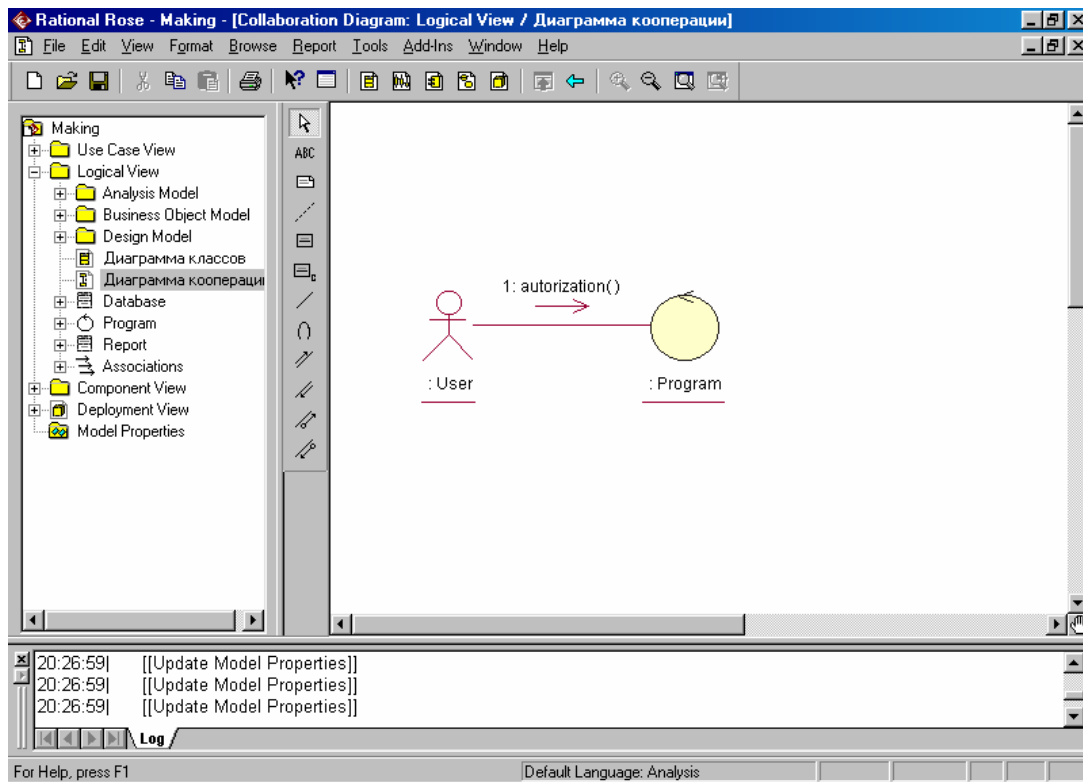 Rational Rose - Making - [Collaboration Diagram: Logical View / Диаграмма кооперации]
File Edit View Format Browse Report Tools Add-Ins Window Help
ABC
Making
Use Case View
Logical View
Analysis Model
Business Object Model
Design Model
Диаграмма классов
Диаграмма кооперации
Database
Program
Report
Associations
Component View
Deployment View
Model Properties
1: autorization()
: User
: Program
20:26:59| [[Update Model Properties]]
20:26:59| [[Update Model Properties]]
20:26:59| [[Update Model Properties]]
Log
For Help, press F1
Default Language: Analysis